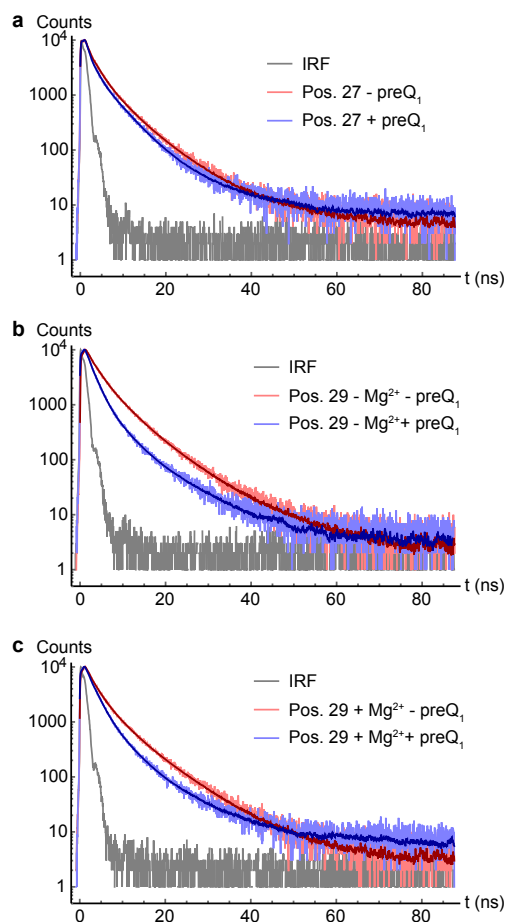 a
Counts
10⁴
1000
100
10
1
IRF
Pos. 27 - preQ₁
Pos. 27 + preQ₁
0 20 40 60 80
t (ns)
b
Counts
10⁴
1000
100
10
1
IRF
Pos. 29 - Mg²⁺ - preQ₁
Pos. 29 - Mg²⁺+ preQ₁
0 20 40 60 80
t (ns)
c
Counts
10⁴
1000
100
10
1
IRF
Pos. 29 + Mg²⁺ - preQ₁
Pos. 29 + Mg²⁺+ preQ₁
0 20 40 60 80
t (ns)